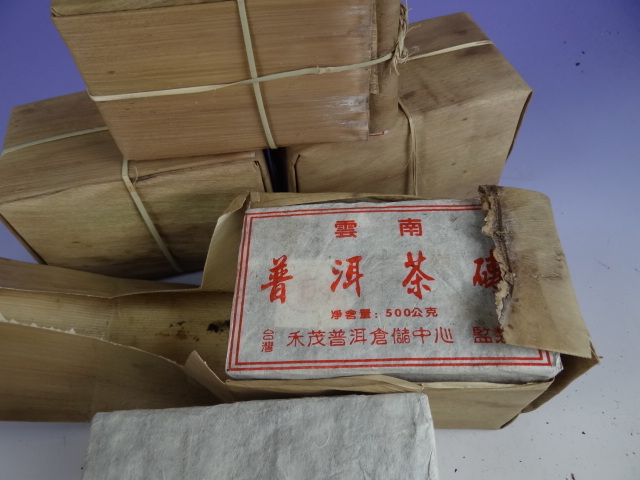 雲南
普洱茶磚
净含量: 500公克
台灣 禾茂普洱倉儲中心 監